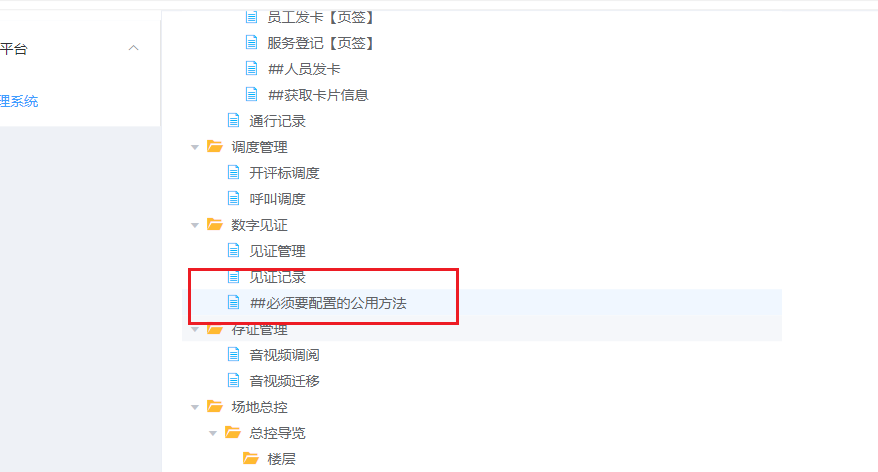 员工发卡【页签】
平台
服务登记【页签】
##人员发卡
##获取卡片信息
理系统
通行记录
调度管理
开评标调度
呼叫调度
数字见证
见证管理
见证记录
##必须要配置的公用方法
存证管理
音视频调阅
音视频迁移
场地总控
总控导览
楼层